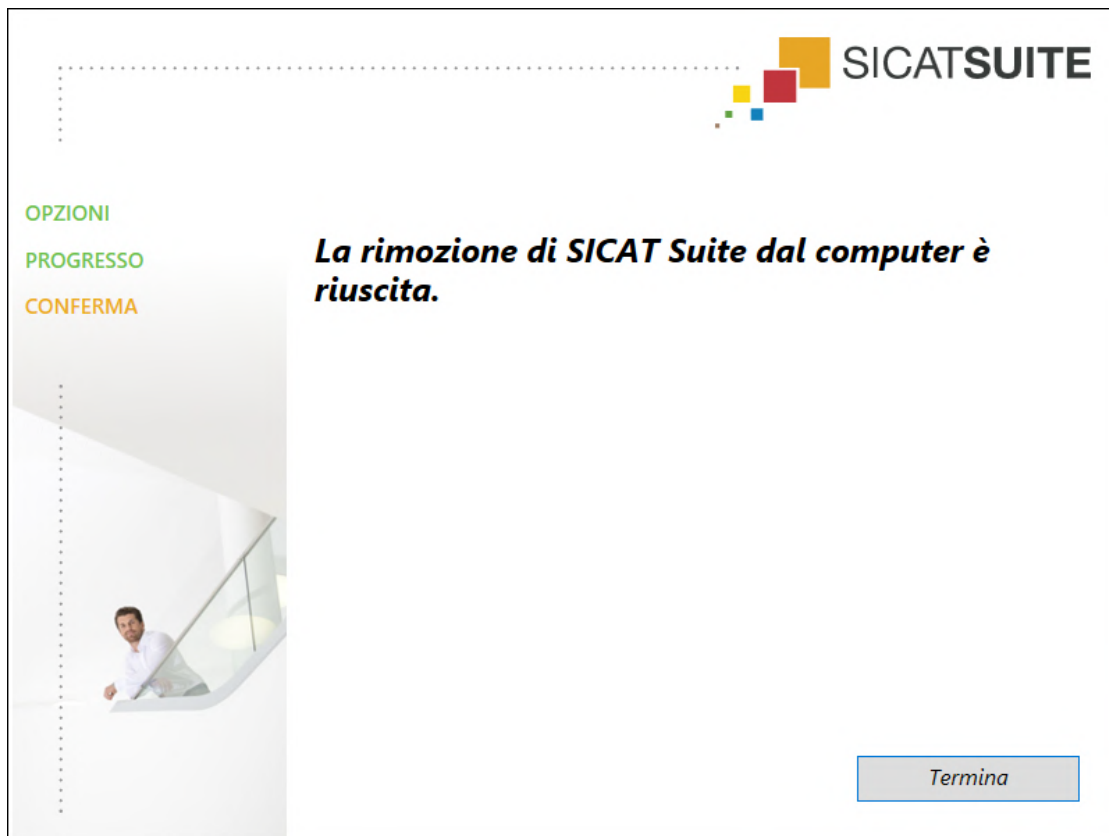 SICATSUITE
OPZIONI
PROGRESSO
CONFERMA
La rimozione di SICAT Suite dal computer è
riuscita.
Termina